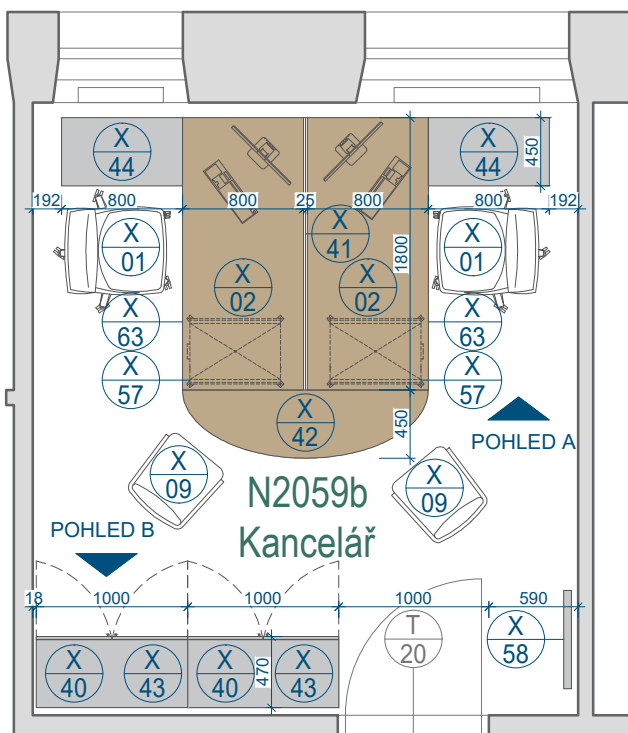 X
44
X
44
450
192
800
800
25
800
800
192
X
01
X
41
X
01
1800
X
02
X
02
X
63
X
63
X
57
X
57
X
42
450
POHLED A
X
09
X
09
N2059b
Kancelář
POHLED B
18
1000
1000
1000
590
X
40
X
43
X
40
X
43
470
T
20
X
58